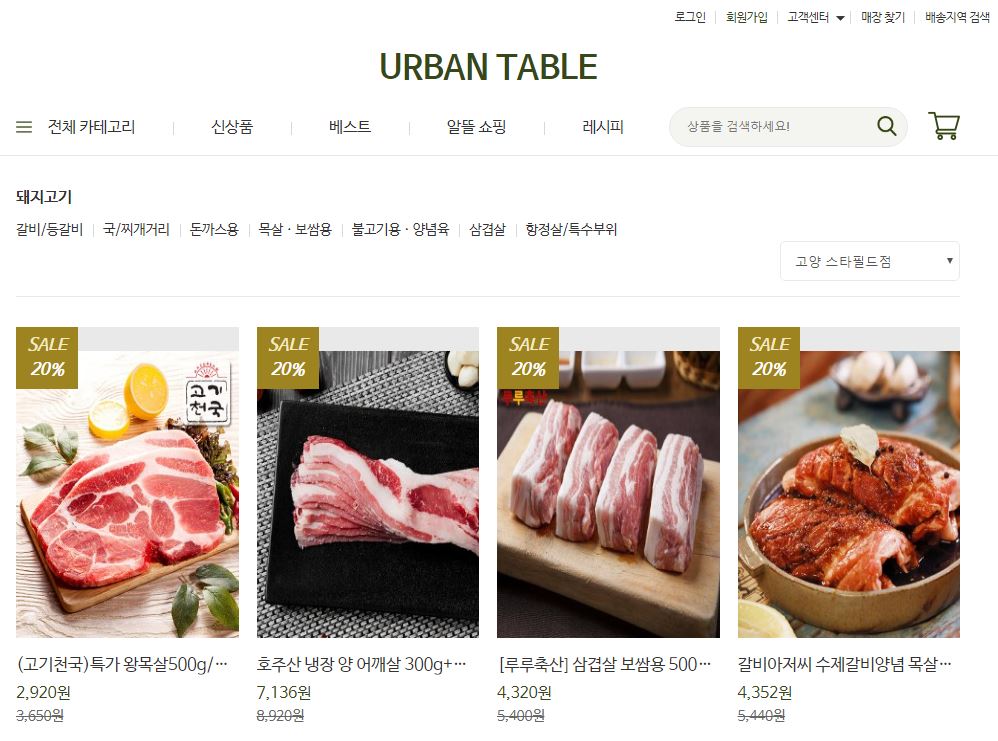 로그인 회원가입 고객센터 매장 찾기 배송지역 검색
URBAN TABLE
전체 카테고리 신상품 베스트 알뜰 쇼핑 레시피 상품을 검색하세요!
돼지고기
갈비/등갈비 국/찌개거리 돈까스용 목살 · 보쌈용 불고기용 · 양념육 삼겹살 항정살/특수부위
고양 스타필드점
SALE
20%
고기
천국
SALE
20%
SALE
20%
루루축산
SALE
20%
(고기천국)특가 왕목살500g/…
2,920원
3,650원
호주산 냉장 양 어깨살 300g+…
7,136원
8,920원
[루루축산] 삼겹살 보쌈용 500…
4,320원
5,400원
갈비아저씨 수제갈비양념 목살…
4,352원
5,440원